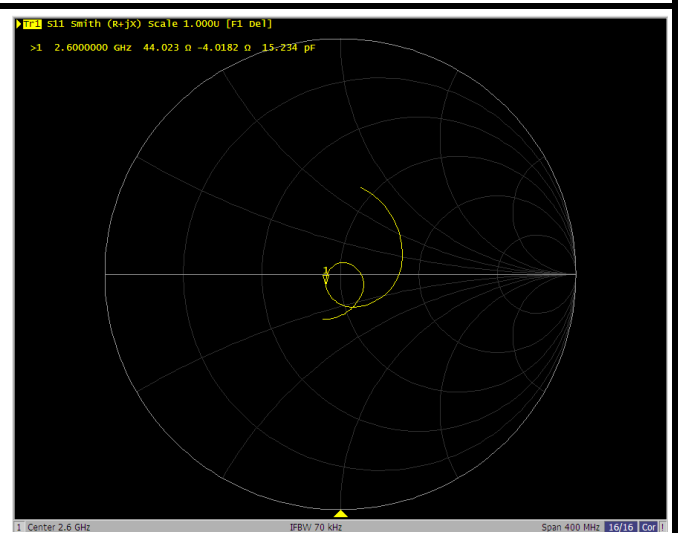 Tr1 S11 Smith (R+jX) Scale 1.000U [F1 Del]
>1 2.6000000 GHz 44.023 Ω -4.0182 Ω 15.234 pF
1
1 Center 2.6 GHz IFBW 70 kHz Span 400 MHz 16/16 Cor !